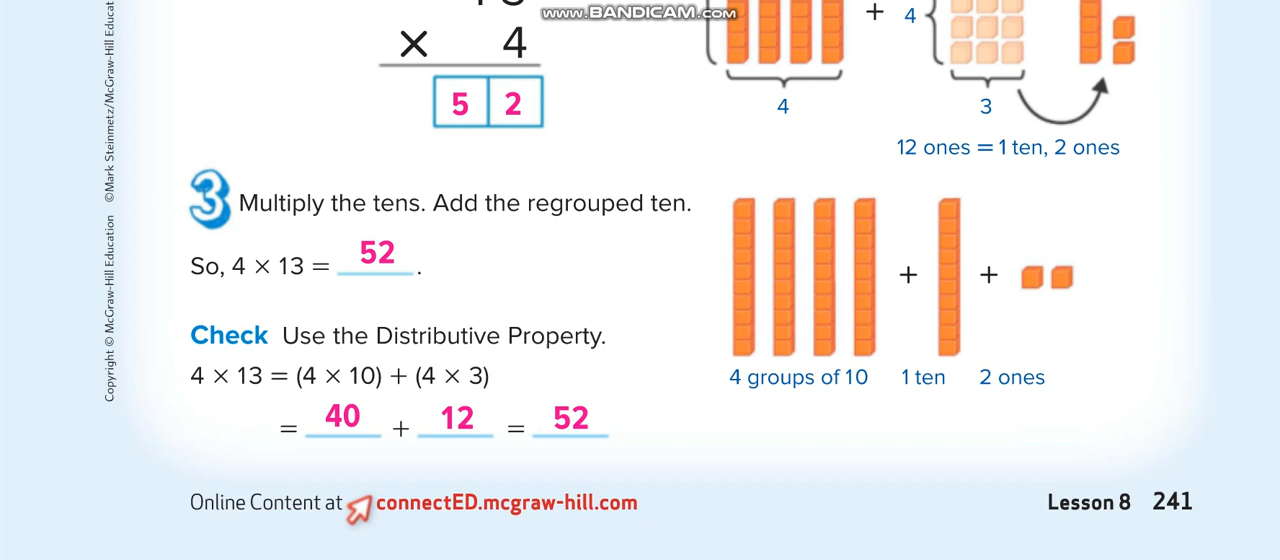 www.BANDICAM.com
× 4
5 2
+ 4
4
3
12 ones = 1 ten, 2 ones
3 Multiply the tens. Add the regrouped ten.
So, 4 × 13 = 52 .
+ +
4 groups of 10 1 ten 2 ones
Check Use the Distributive Property.
4 × 13 = (4 × 10) + (4 × 3)
= 40 + 12 = 52
Online Content at connectED.mcgraw-hill.com
Lesson 8 241
Copyright © McGraw-Hill Education ©Mark Steinmetz/McGraw-Hill Educat